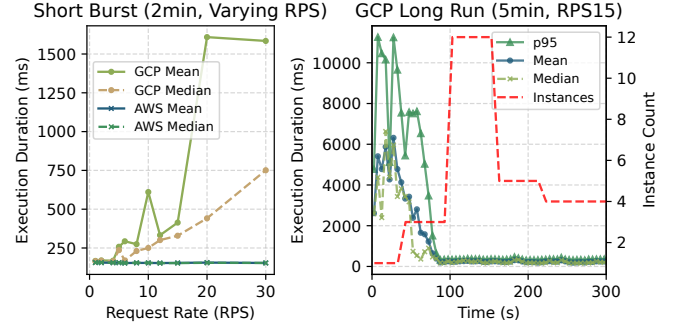 Short Burst (2min, Varying RPS)
Execution Duration (ms)
1500
1250
1000
750
500
250
GCP Mean
GCP Median
AWS Mean
AWS Median
0
10
20
30
Request Rate (RPS)
GCP Long Run (5min, RPS15)
Execution Duration (ms)
10000
8000
6000
4000
2000
0
p95
Mean
Median
Instances
12
10
8
6
4
2
Instance Count
0
100
200
300
Time (s)